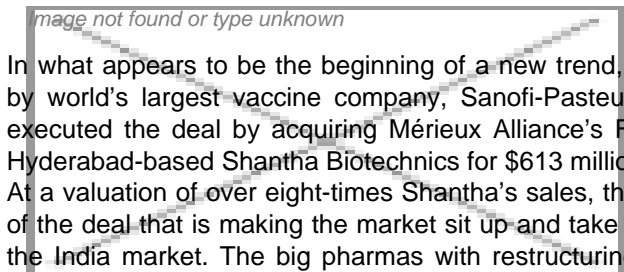 Image not found or type unknown
In what appears to be the beginning of a new trend,
by world's largest vaccine company, Sanofi-Pasteu
executed the deal by acquiring Mérieux Alliance's F
Hyderabad-based Shantha Biotechnics for $613 millio
At a valuation of over eight-times Shantha's sales, th
of the deal that is making the market sit up and take
the India market. The big pharmas with restructurin